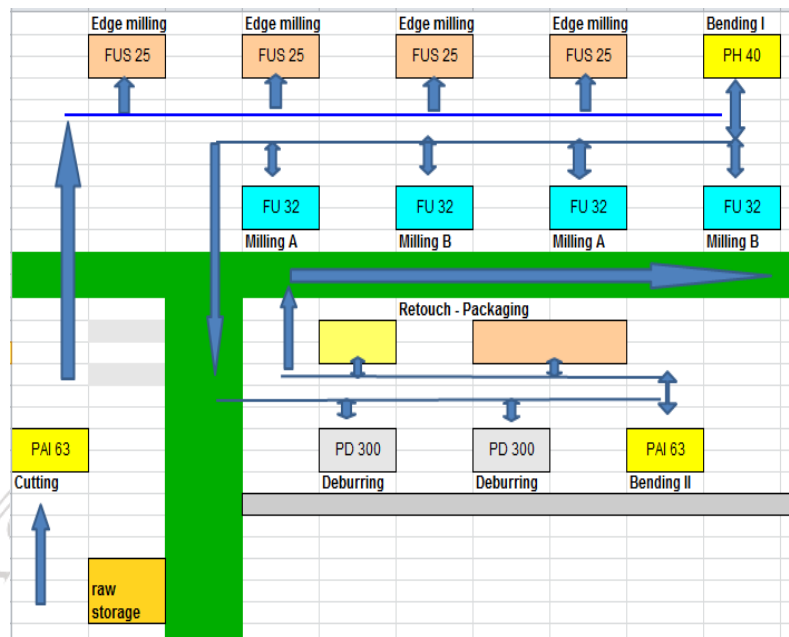 Edge milling Edge milling Edge milling Edge milling Bending I
FUS 25 FUS 25 FUS 25 FUS 25 PH 40
FU 32 FU 32 FU 32 FU 32
Milling A Milling B Milling A Milling B
Retouch - Packaging
PAI 63 PD 300 PD 300 PAI 63
Cutting Deburring Deburring Bending II
raw
storage